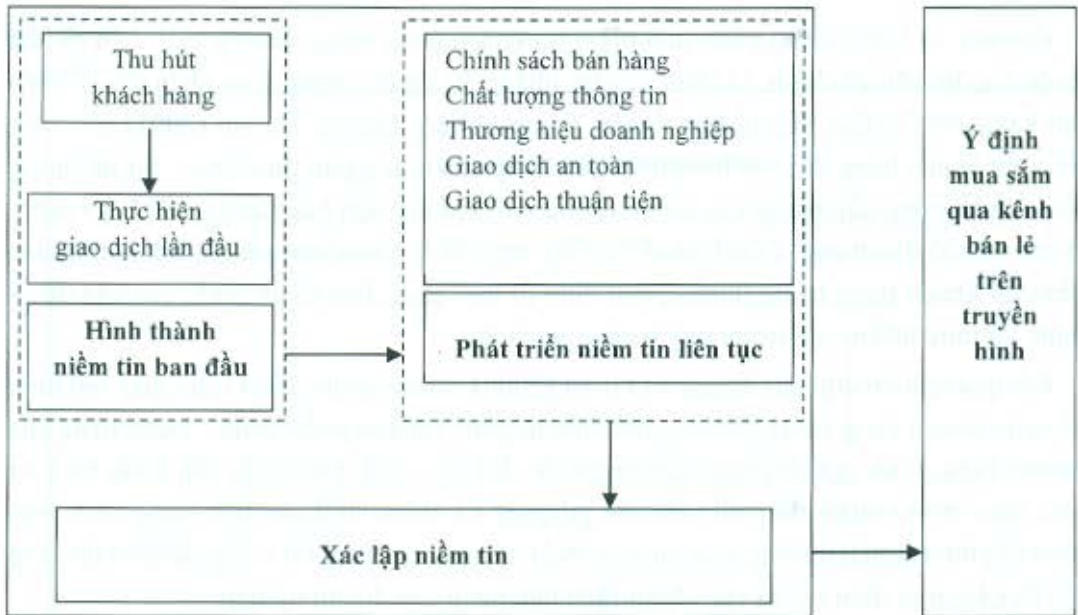 Thu hút
khách hàng
Thực hiện
giao dịch lần đầu
Hình thành
niềm tin ban đầu
Chính sách bán hàng
Chất lượng thông tin
Thương hiệu doanh nghiệp
Giao dịch an toàn
Giao dịch thuận tiện
Phát triển niềm tin liên tục
Xác lập niềm tin
Ý định
mua sắm
qua kênh
bán lẻ
trên
truyền
hình